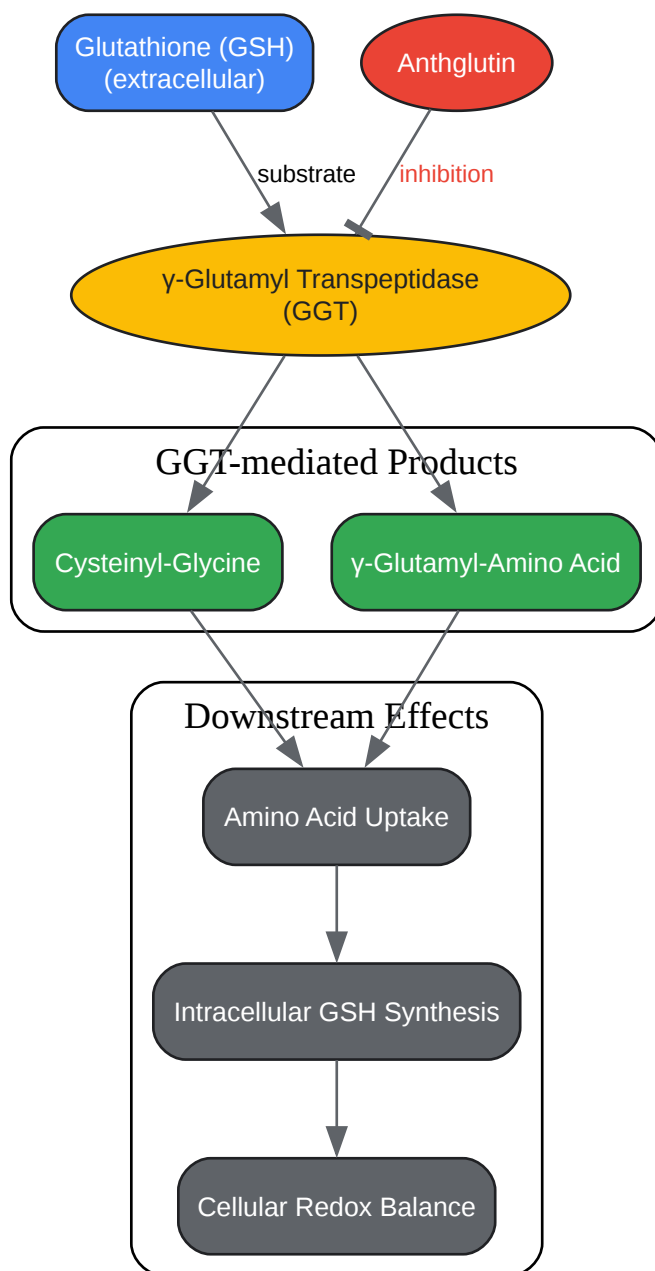 Glutathione (GSH)
(extracellular)
Anthglutin
substrate
inhibition
γ-Glutamyl Transpeptidase
(GGT)
GGT-mediated Products
Cysteinyl-Glycine
γ-Glutamyl-Amino Acid
Downstream Effects
Amino Acid Uptake
Intracellular GSH Synthesis
Cellular Redox Balance